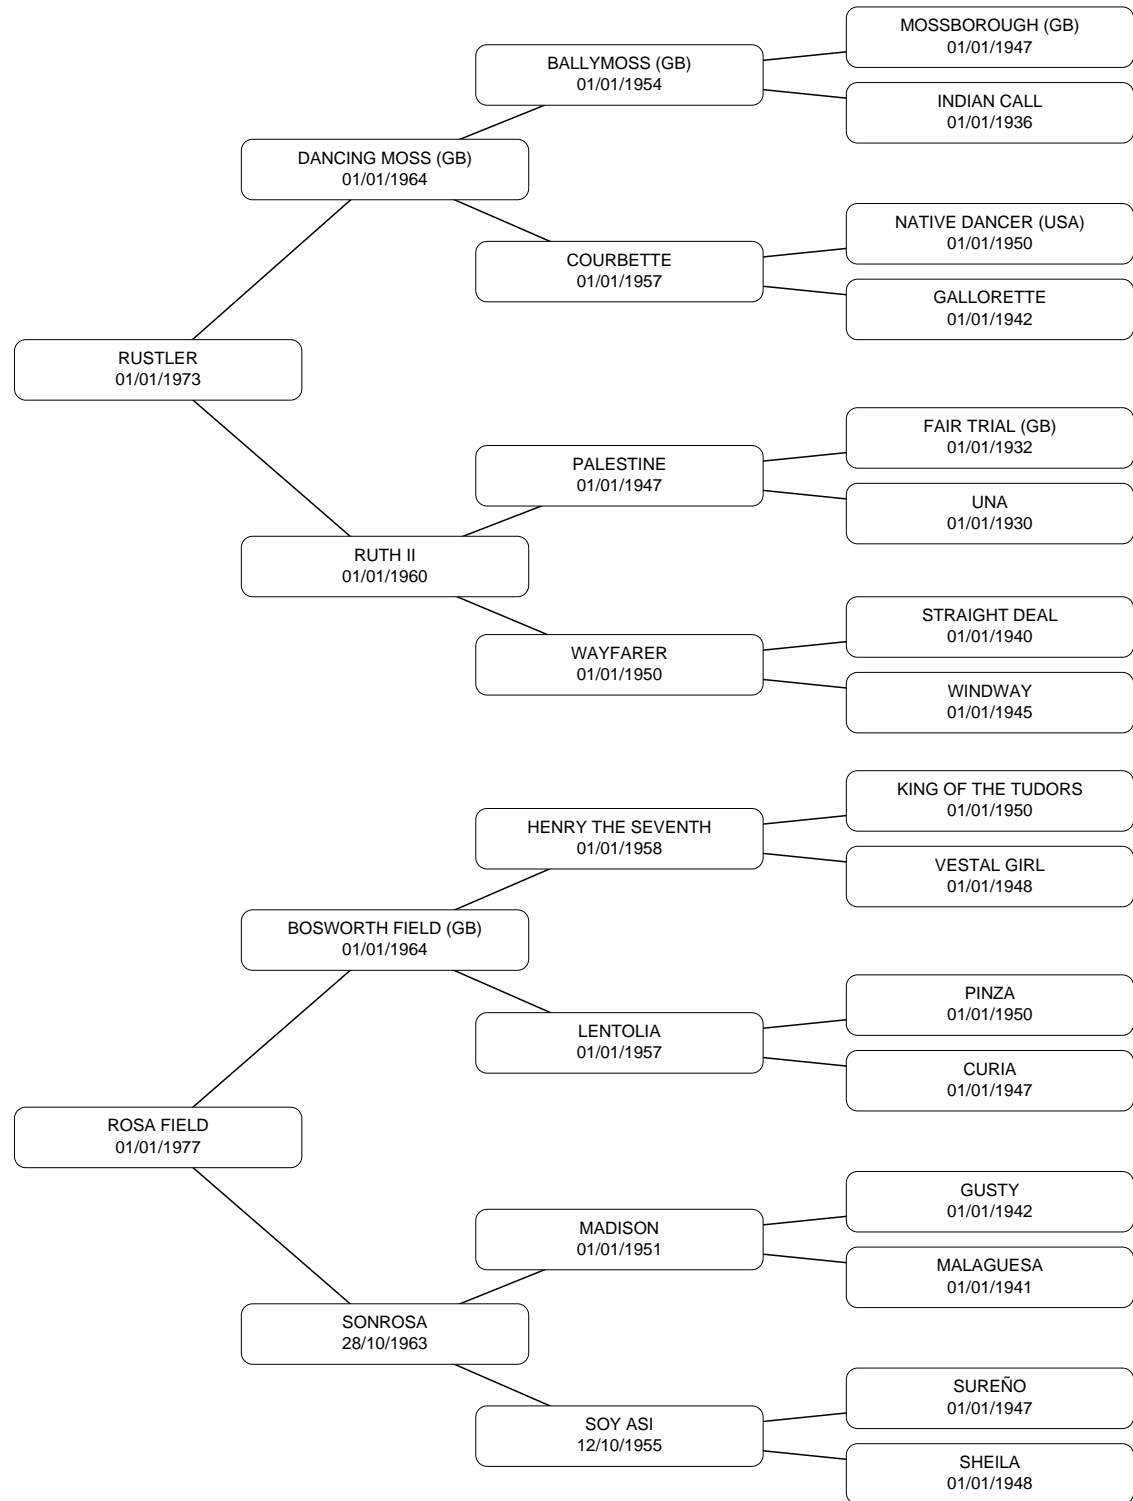 MOSSBOROUGH (GB)
01/01/1947
BALLYMOSS (GB)
01/01/1954
INDIAN CALL
01/01/1936
DANCING MOSS (GB)
01/01/1964
NATIVE DANCER (USA)
01/01/1950
COURBETTE
01/01/1957
GALLORETTE
01/01/1942
RUSTLER
01/01/1973
FAIR TRIAL (GB)
01/01/1932
PALESTINE
01/01/1947
UNA
01/01/1930
RUTH II
01/01/1960
STRAIGHT DEAL
01/01/1940
WAYFARER
01/01/1950
WINDWAY
01/01/1945
KING OF THE TUDORS
01/01/1950
HENRY THE SEVENTH
01/01/1958
VESTAL GIRL
01/01/1948
BOSWORTH FIELD (GB)
01/01/1964
PINZA
01/01/1950
LENTOLIA
01/01/1957
CURIA
01/01/1947
ROSA FIELD
01/01/1977
GUSTY
01/01/1942
MADISON
01/01/1951
MALAGUESA
01/01/1941
SONROSA
28/10/1963
SUREÑO
01/01/1947
SOY ASI
12/10/1955
SHEILA
01/01/1948